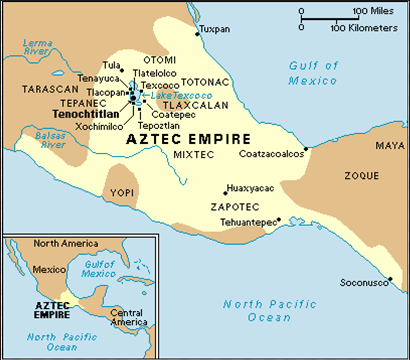 0 100 Miles
0 100 Kilometers
Tuxpan
Lerma
River
OTOMI
Tula
Tlatelolco
Tenayuca
Texcoco
TOTONAC
Gulf of
Mexico
TARASCAN
Tlacopan
Lake Texcoco
TEPANEC
TLAXCALAN
Tenochtitlan
Coatepec
Xochimilco
Tepoztlan
AZTEC EMPIRE
Balsas
River
MIXTEC
Coatzacoalcos
MAYA
ZOQUE
YOPI
Huaxyacac
ZAPOTEC
Tehuantepec
Soconusco
North Pacific
Ocean
North America
Mexico
Gulf of
Mexico
AZTEC
EMPIRE
Central
America
North Pacific
Ocean